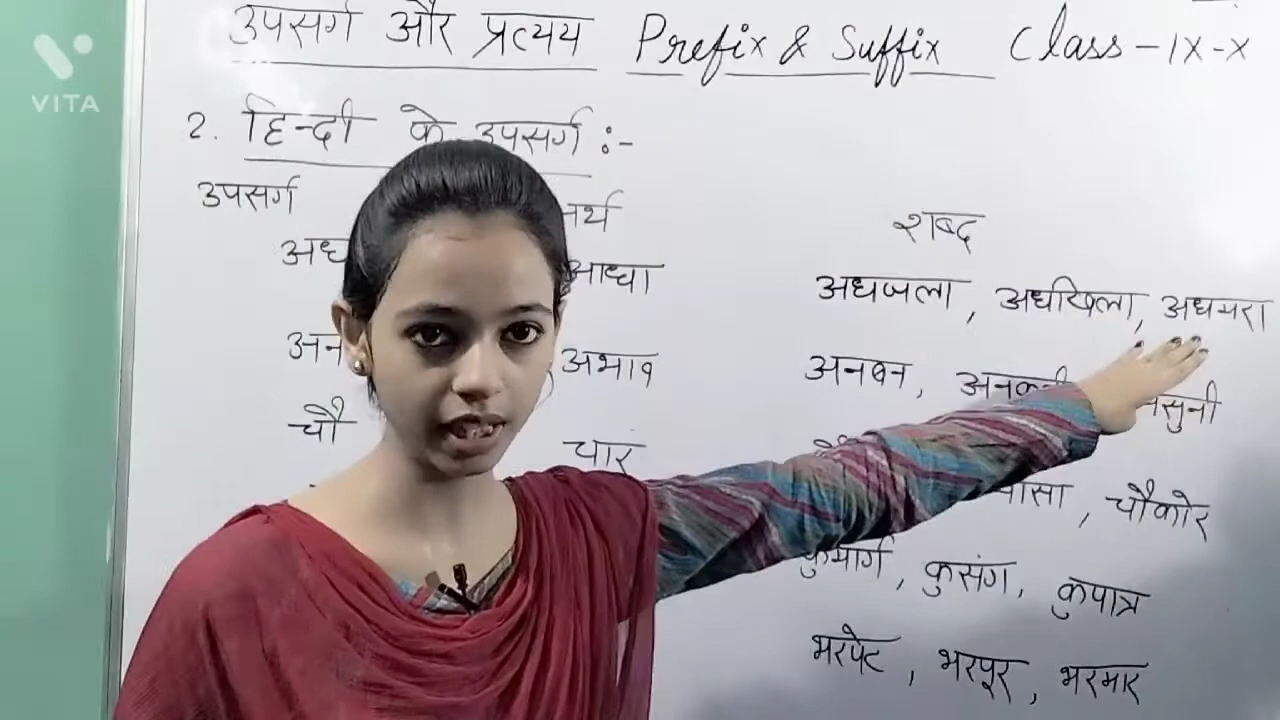 VITA
उपसर्ग और प्रत्यय Prefix & Suffix Class-IX-X
2. हिन्दी के उपसर्ग :-
उपसर्ग शब्द
आधा अधजला, अधखिला, अधमरा
अभाव अनबन,
चौ चार चौकोर
कुमार्ग, कुसंग, कुपात्र
भरपेट, भरपूर, भरमार